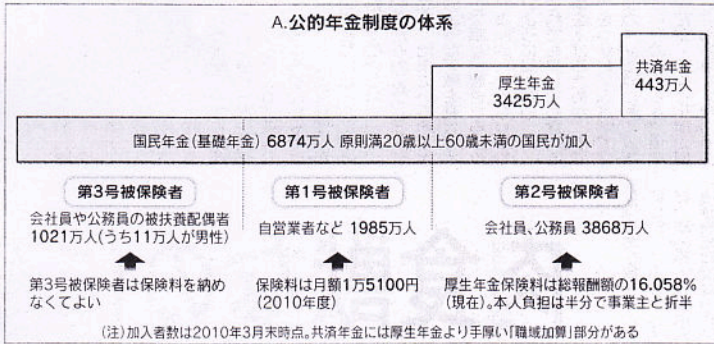 A.公的年金制度の体系
共済年金
443万人
厚生年金
3425万人
国民年金(基礎年金) 6874万人 原則満20歳以上60歳未満の国民が加入
第3号被保険者
会社員や公務員の被扶養配偶者
1021万人(うち11万人が男性)
第3号被保険者は保険料を納め
なくてよい
第1号被保険者
自営業者など 1985万人
保険料は月額1万5100円
(2010年度)
第2号被保険者
会社員、公務員 3868万人
厚生年金保険料は総報酬額の16.058%
(現在)。本人負担は半分で事業主と折半
(注)加入者数は2010年3月末時点。共済年金には厚生年金より手厚い「職域加算」部分がある